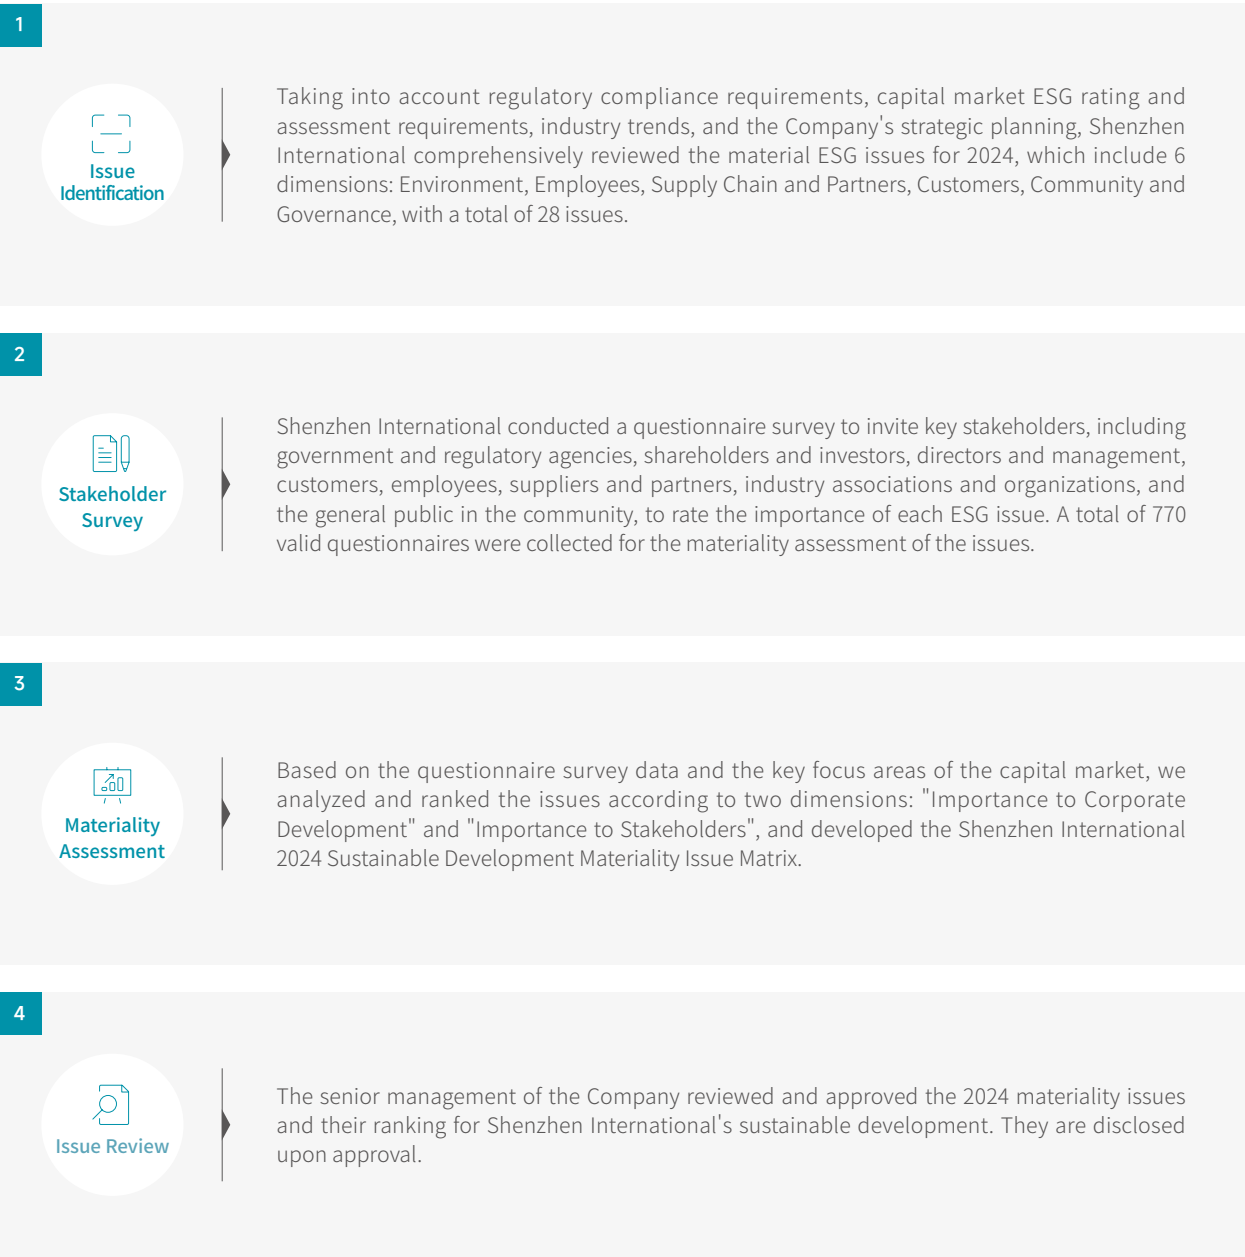 1
Issue
Identification
Taking into account regulatory compliance requirements, capital market ESG rating and
assessment requirements, industry trends, and the Company's strategic planning, Shenzhen
International comprehensively reviewed the material ESG issues for 2024, which include 6
dimensions: Environment, Employees, Supply Chain and Partners, Customers, Community and
Governance, with a total of 28 issues.
2
Stakeholder
Survey
Shenzhen International conducted a questionnaire survey to invite key stakeholders, including
government and regulatory agencies, shareholders and investors, directors and management,
customers, employees, suppliers and partners, industry associations and organizations, and
the general public in the community, to rate the importance of each ESG issue. A total of 770
valid questionnaires were collected for the materiality assessment of the issues.
3
Materiality
Assessment
Based on the questionnaire survey data and the key focus areas of the capital market, we
analyzed and ranked the issues according to two dimensions: "Importance to Corporate
Development" and "Importance to Stakeholders", and developed the Shenzhen International
2024 Sustainable Development Materiality Issue Matrix.
4
Issue Review
The senior management of the Company reviewed and approved the 2024 materiality issues
and their ranking for Shenzhen International's sustainable development. They are disclosed
upon approval.